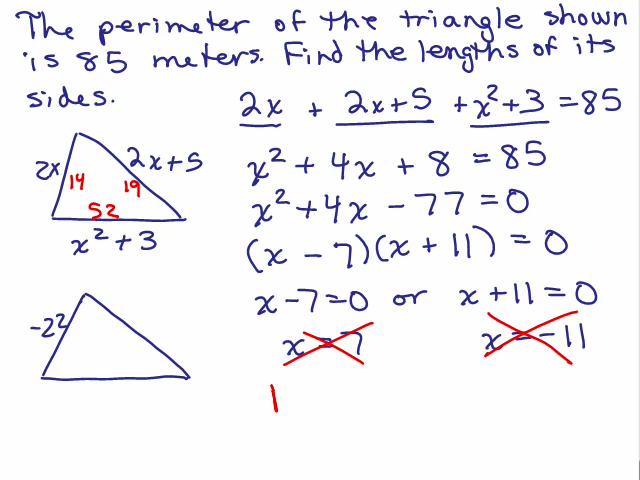 The perimeter of the triangle shown
is 85 meters. Find the lengths of its
sides.
2x + 2x+5 + x²+3 = 85
2x
2x+5
14
19
52
x² + 3
x² + 4x + 8 = 85
x² + 4x - 77 = 0
(x - 7)(x + 11) = 0
x - 7 = 0 or x + 11 = 0
x = 7
x = -11
-22